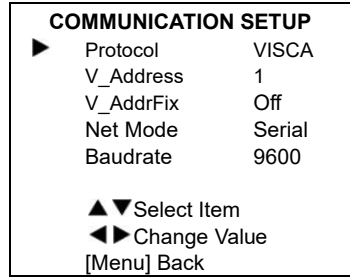 COMMUNICATION SETUP
▶ Protocol VISCA
V_Address 1
V_AddrFix Off
Net Mode Serial
Baudrate 9600
▲▼Select Item
◀▶Change Value
[Menu] Back